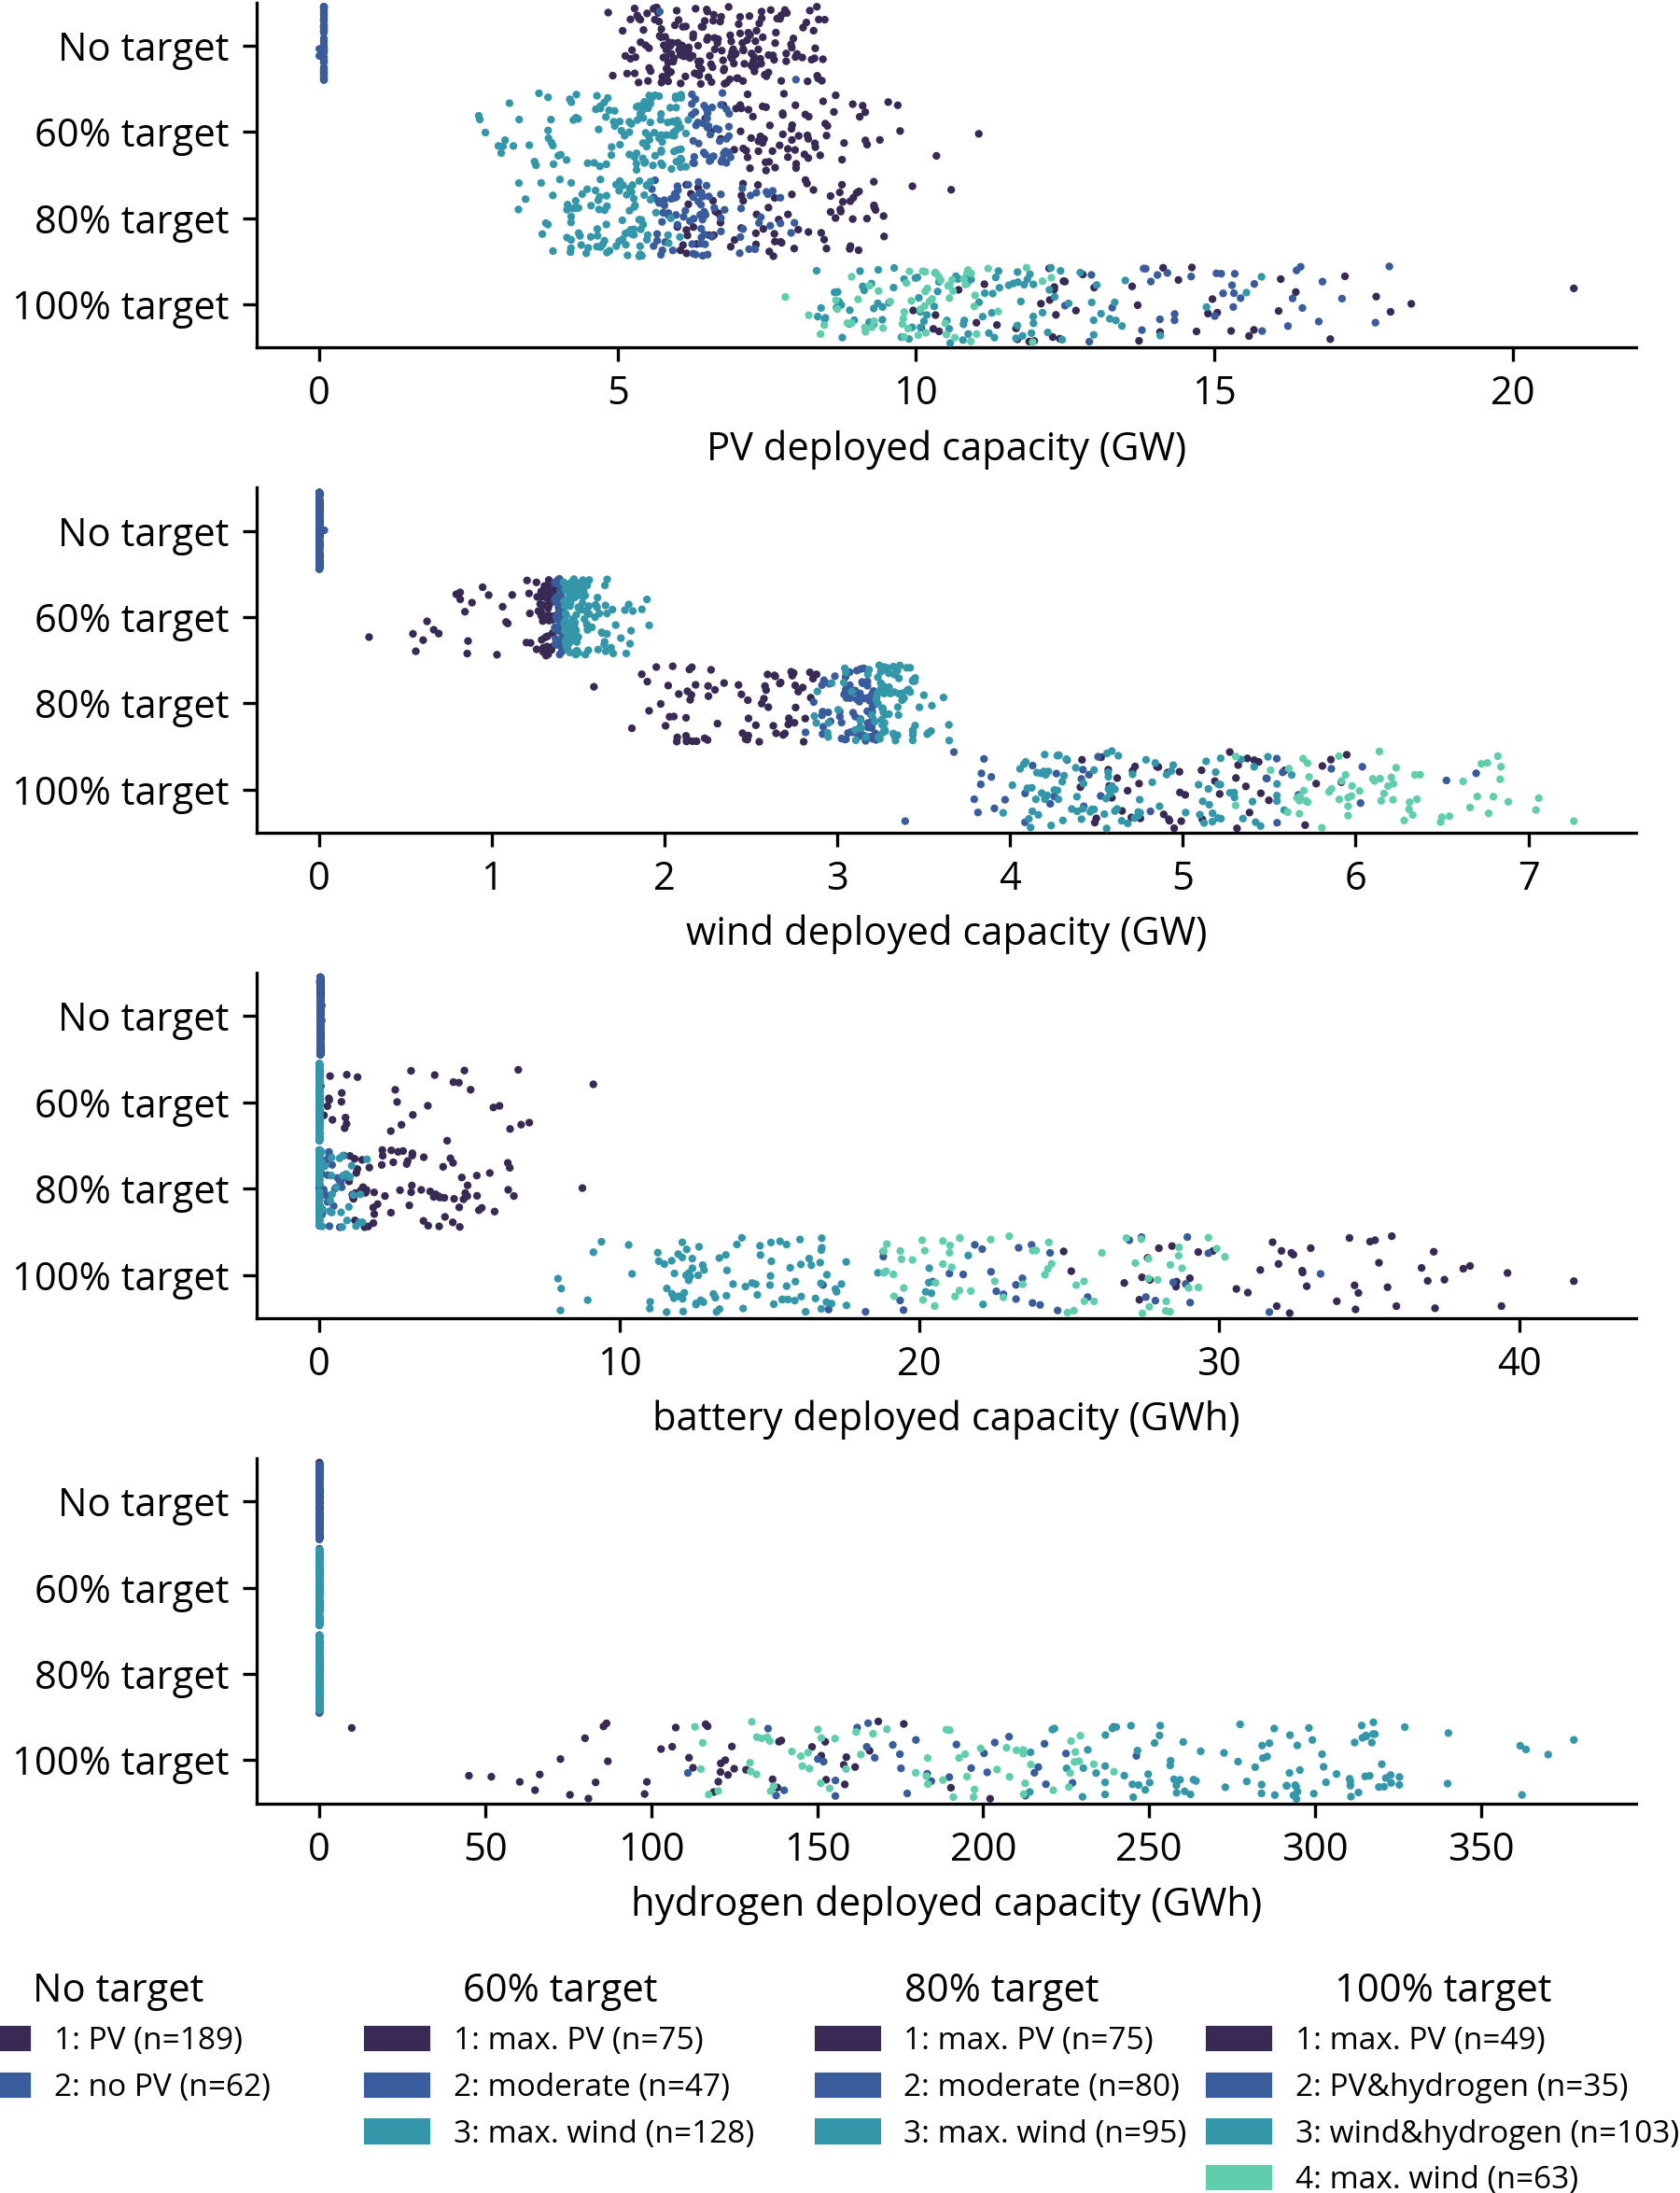 No target
60% target
80% target
100% target
0 5 10 15 20
PV deployed capacity (GW)
No target
60% target
80% target
100% target
0 1 2 3 4 5 6 7
wind deployed capacity (GW)
No target
60% target
80% target
100% target
0 10 20 30 40
battery deployed capacity (GWh)
No target
60% target
80% target
100% target
0 50 100 150 200 250 300 350
hydrogen deployed capacity (GWh)
No target
1: PV (n=189)
2: no PV (n=62)
60% target
1: max. PV (n=75)
2: moderate (n=47)
3: max. wind (n=128)
80% target
1: max. PV (n=75)
2: moderate (n=80)
3: max. wind (n=95)
100% target
1: max. PV (n=49)
2: PV&hydrogen (n=35)
3: wind&hydrogen (n=103)
4: max. wind (n=63)